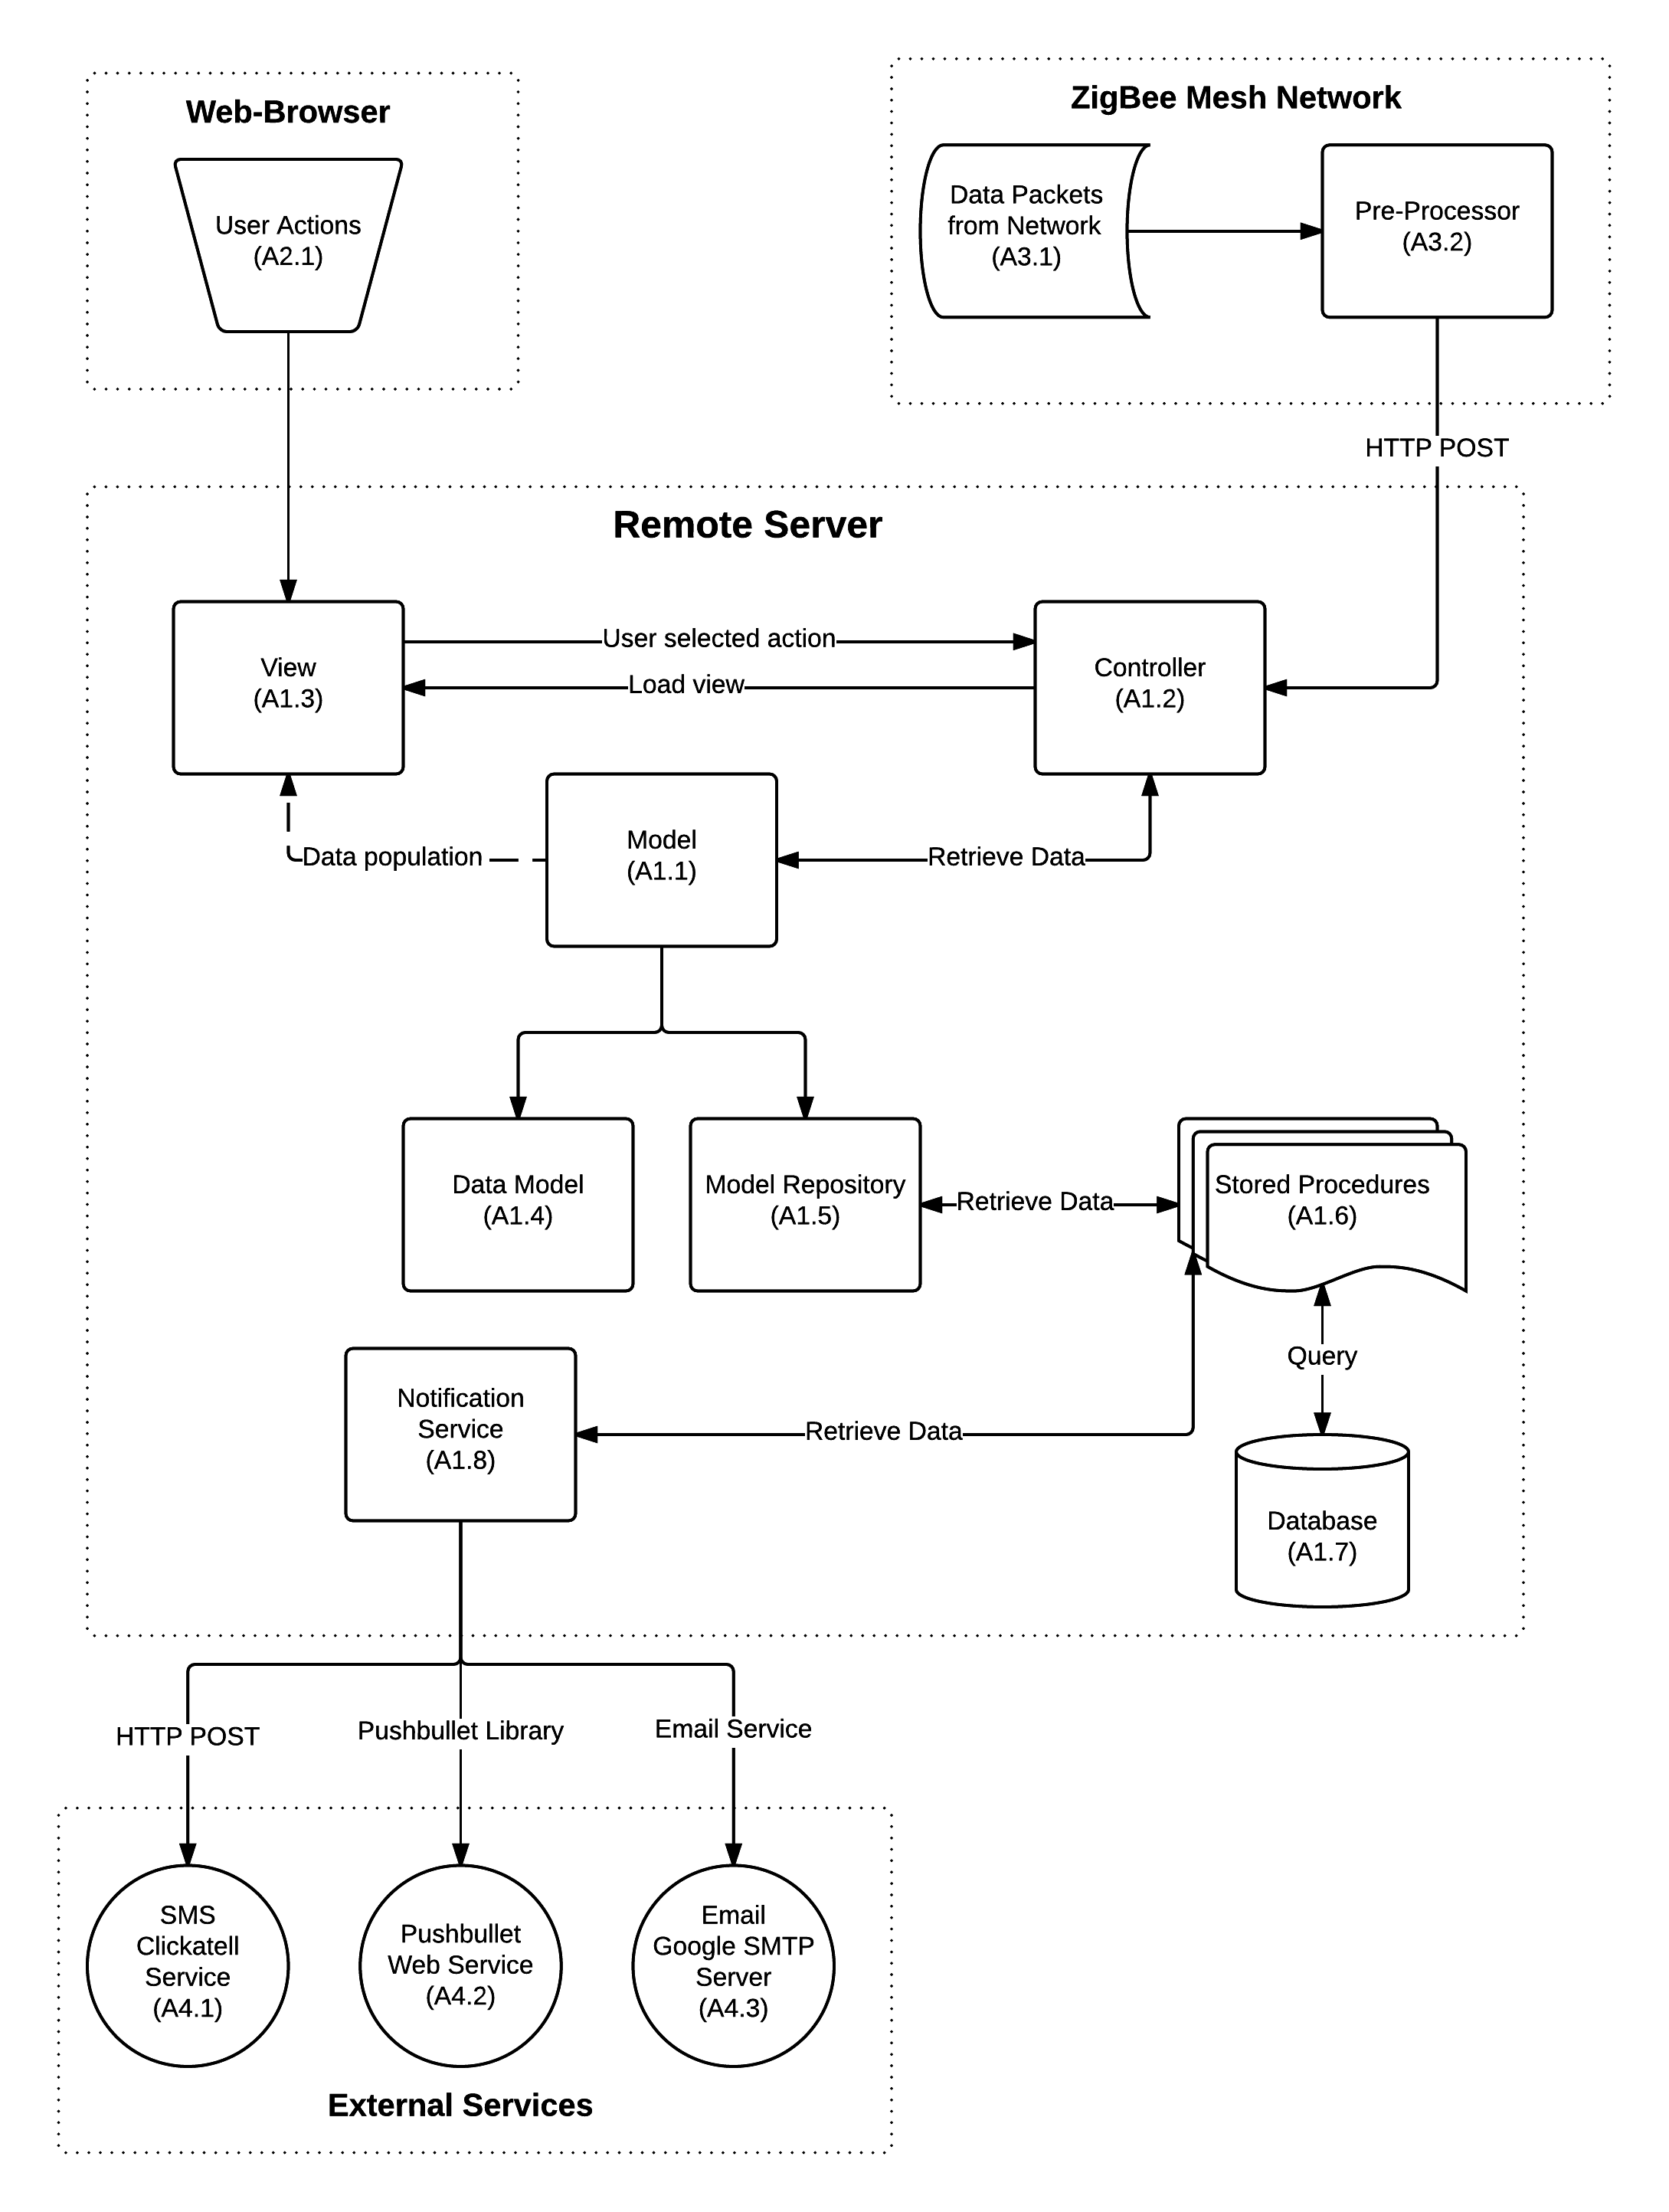 Web-Browser
User Actions
(A2.1)
ZigBee Mesh Network
Data Packets
from Network
(A3.1)
Pre-Processor
(A3.2)
HTTP POST
Remote Server
View
(A1.3)
User selected action
Load view
Controller
(A1.2)
Data population
Model
(A1.1)
Retrieve Data
Data Model
(A1.4)
Model Repository
(A1.5)
Retrieve Data
Stored Procedures
(A1.6)
Query
Notification
Service
(A1.8)
Retrieve Data
Database
(A1.7)
HTTP POST
Pushbullet Library
Email Service
SMS
Clickatell
Service
(A4.1)
Pushbullet
Web Service
(A4.2)
Email
Google SMTP
Server
(A4.3)
External Services